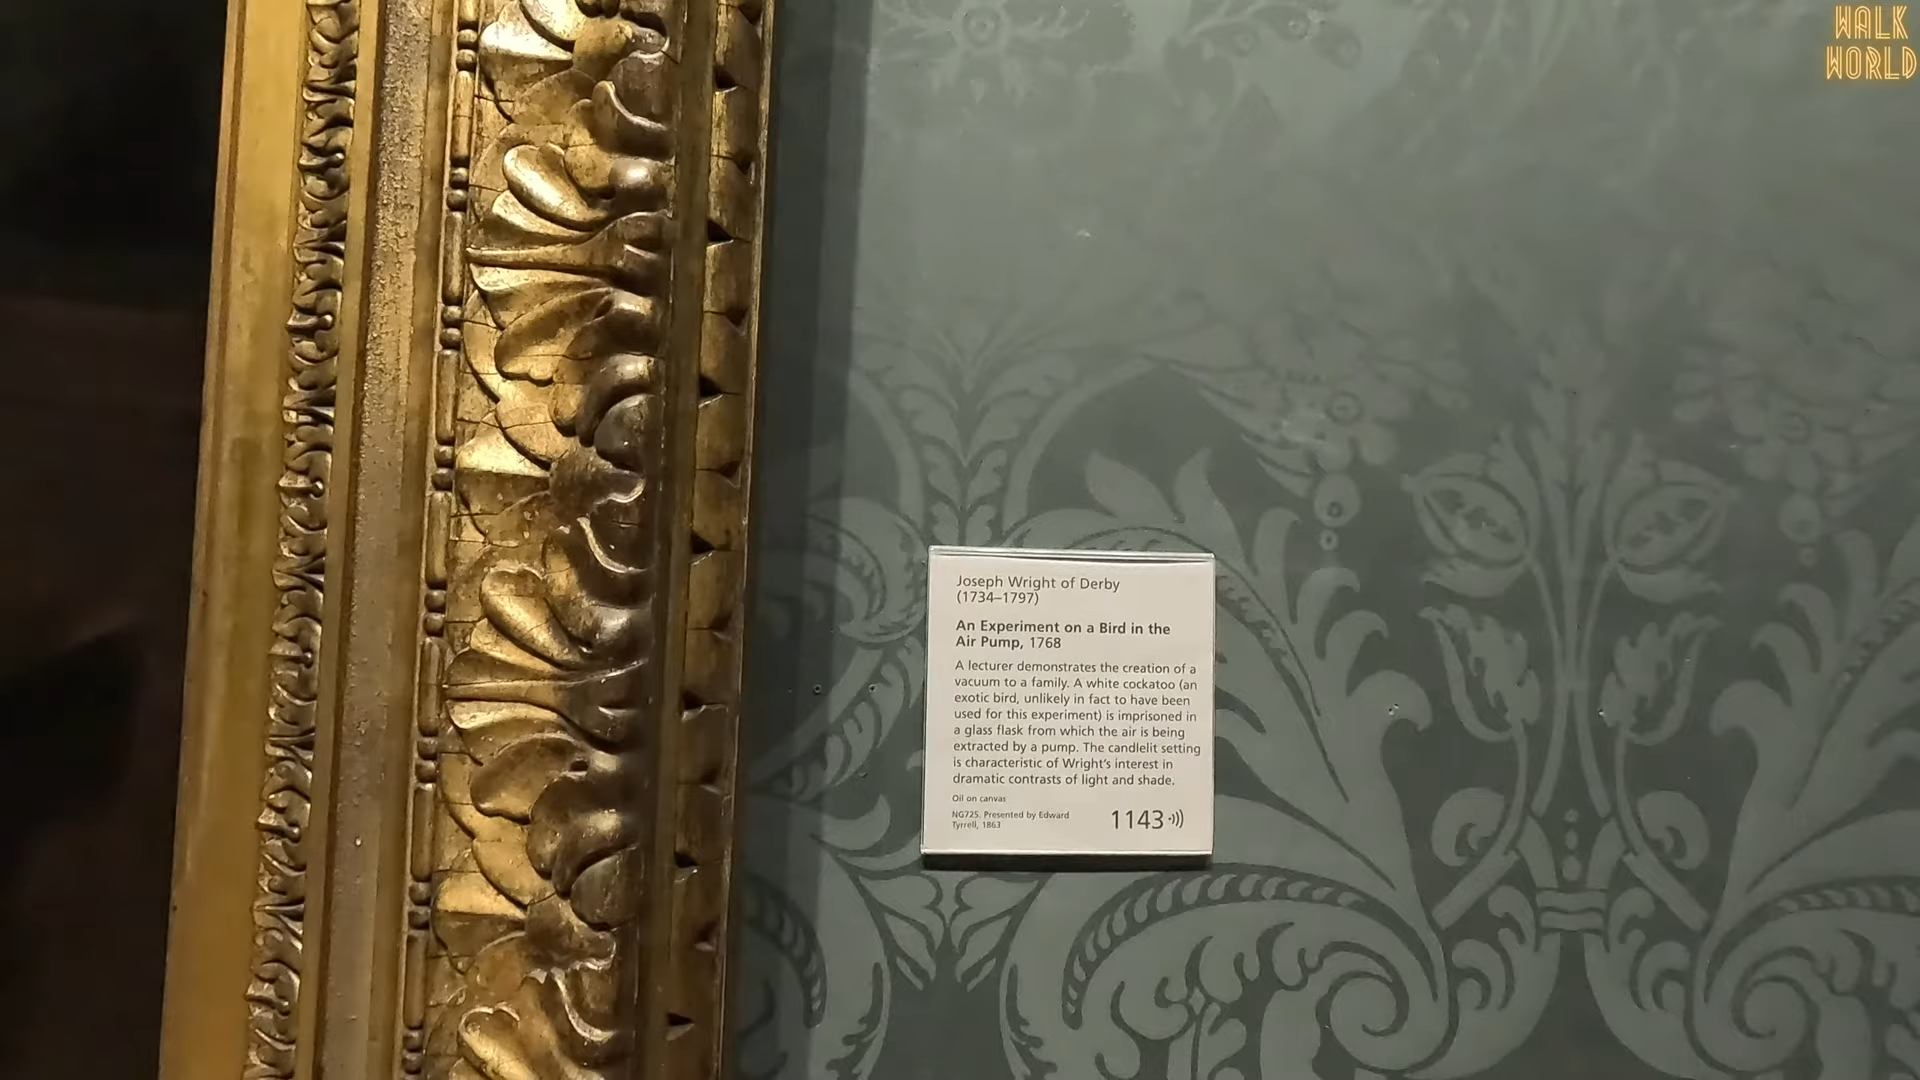 WALK
WORLD
Joseph Wright of Derby
(1734–1797)
An Experiment on a Bird in the
Air Pump, 1768
A lecturer demonstrates the creation of a
vacuum to a family. A white cockatoo (an
exotic bird, unlikely in fact to have been
used for this experiment) is imprisoned in
a glass flask from which the air is being
extracted by a pump. The candlelit setting
is characteristic of Wright's interest in
dramatic contrasts of light and shade.
Oil on canvas
NG725. Presented by Edward
Tyrrell, 1863
1143